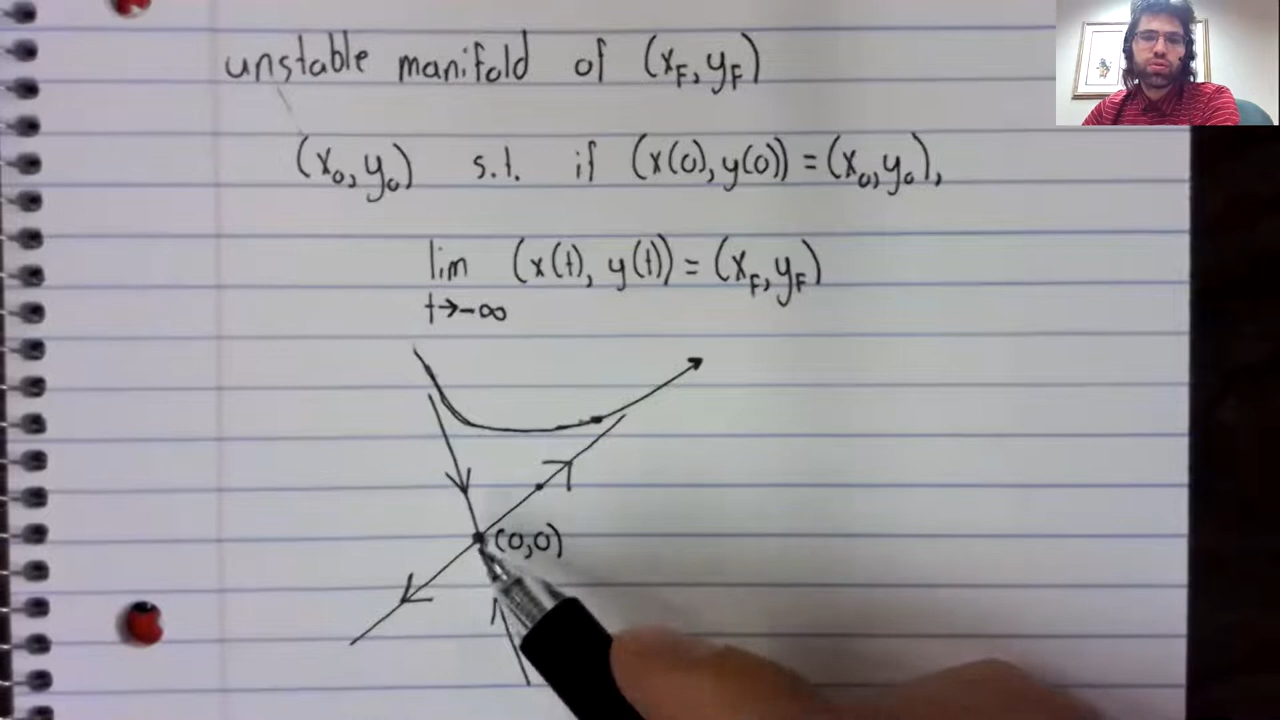 unstable manifold of (x_F, y_F)
(x_0, y_0) s.t. if (x(0), y(0)) = (x_0, y_0),
lim (x(t), y(t)) = (x_F, y_F)
t→-∞
(0,0)